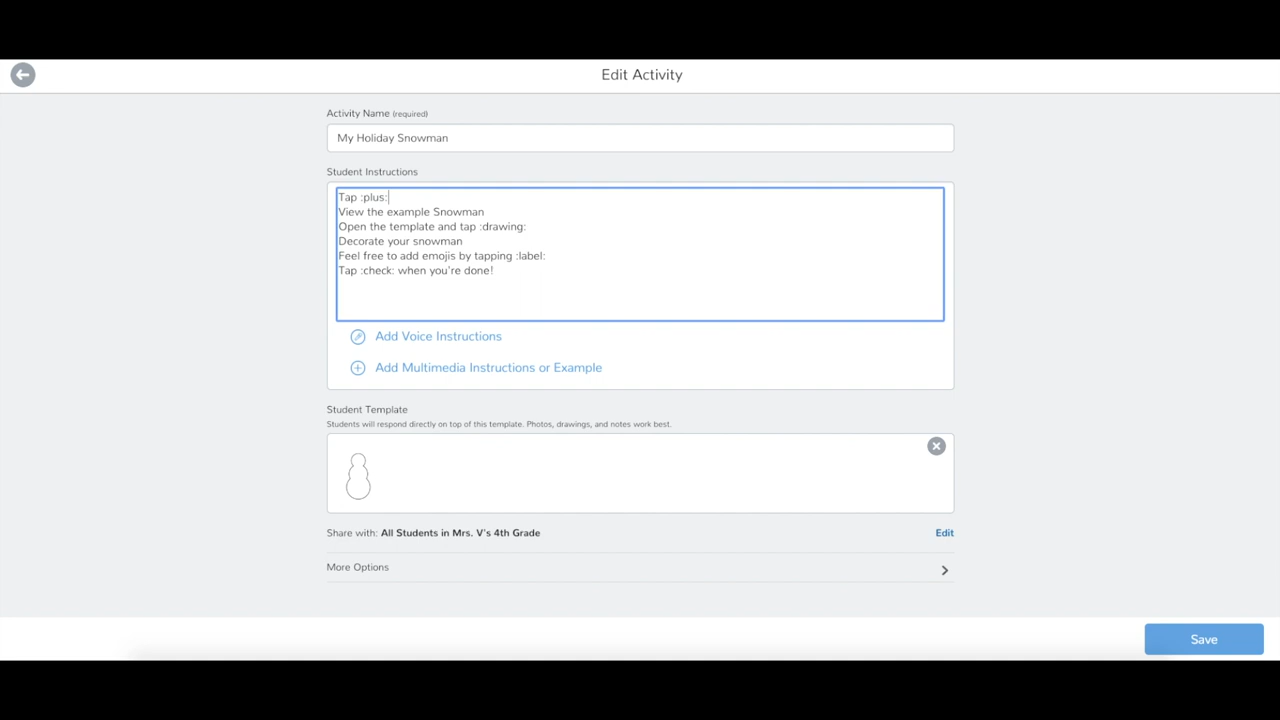 Edit Activity
Activity Name (required)
My Holiday Snowman
Student Instructions
Tap :plus:
View the example Snowman
Open the template and tap :drawing:
Decorate your snowman
Feel free to add emojis by tapping :label:
Tap :check: when you're done!
Add Voice Instructions
Add Multimedia Instructions or Example
Student Template
Students will respond directly on top of this template. Photos, drawings, and notes work best.
Share with: All Students in Mrs. V's 4th Grade
Edit
More Options
Save